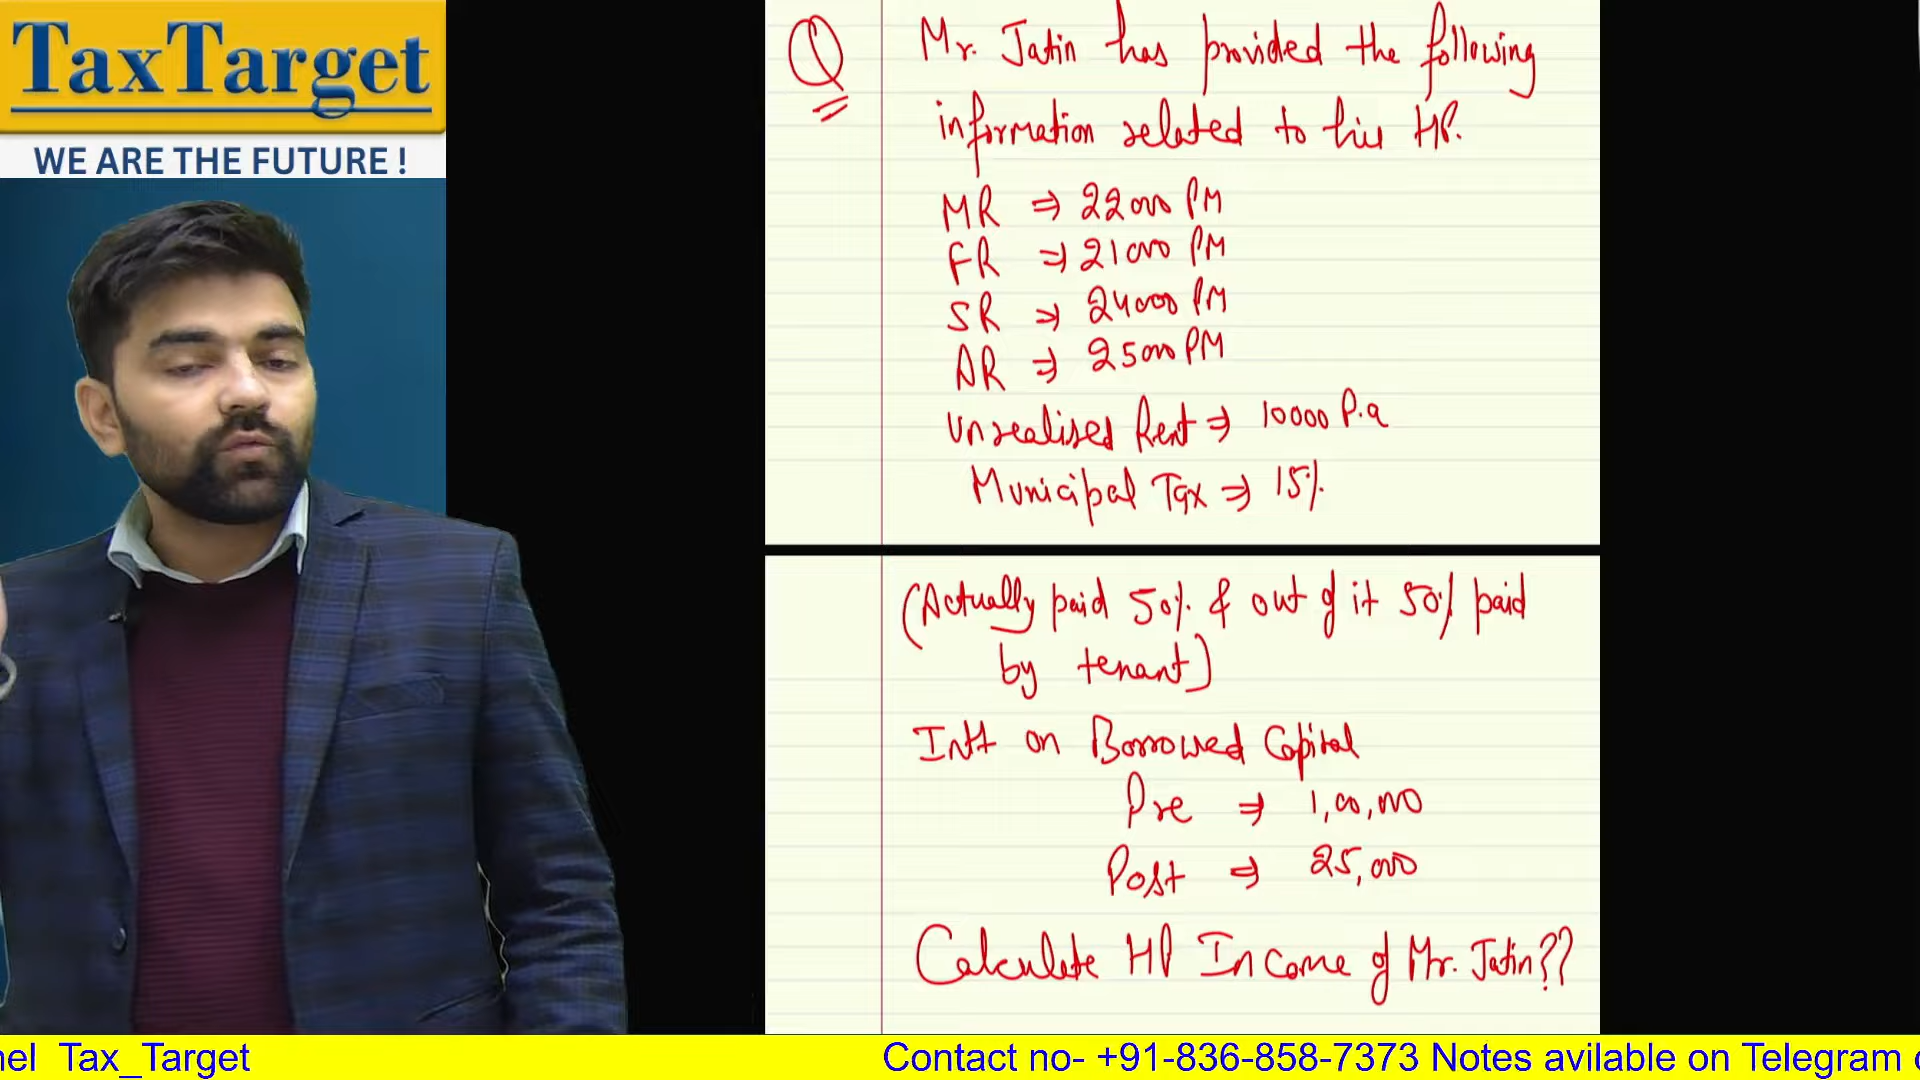 TaxTarget
WE ARE THE FUTURE !
Q
Mr. Jatin has provided the following
information related to his HP.
MR ⇒ 22000 PM
FR ⇒ 21000 PM
SR ⇒ 24000 PM
AR ⇒ 25000 PM
Unrealised Rent ⇒ 10000 P.a
Municipal Tax ⇒ 15%
(Actually paid 50% & out of it 50% paid
by tenant)
Intt on Borrowed Capital
Pre ⇒ 1,00,000
Post ⇒ 25,000
Calculate HP Income of Mr. Jatin??
nel Tax_Target
Contact no- +91-836-858-7373 Notes avilable on Telegram c